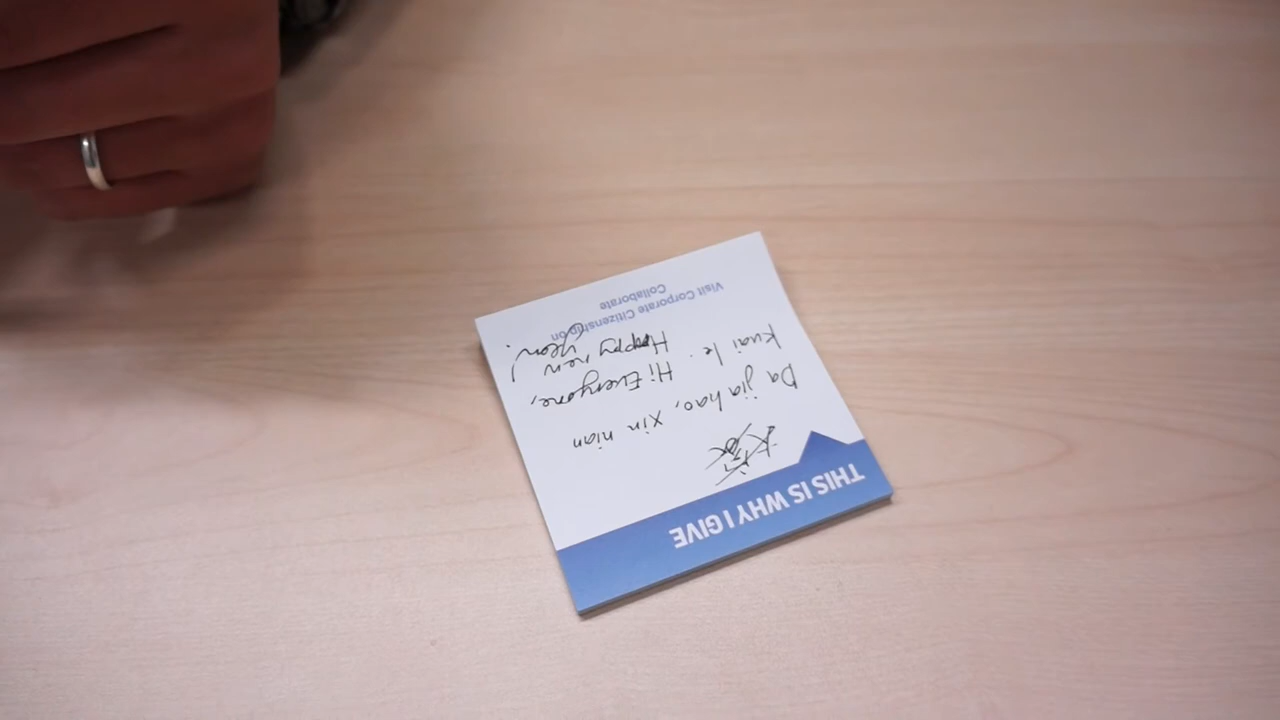 THIS IS WHY I GIVE
Da jia hao, xin nian
kuai le.
Hi Everyone,
Happy new year!
Visit Corporate Citizenship on
Collaborate